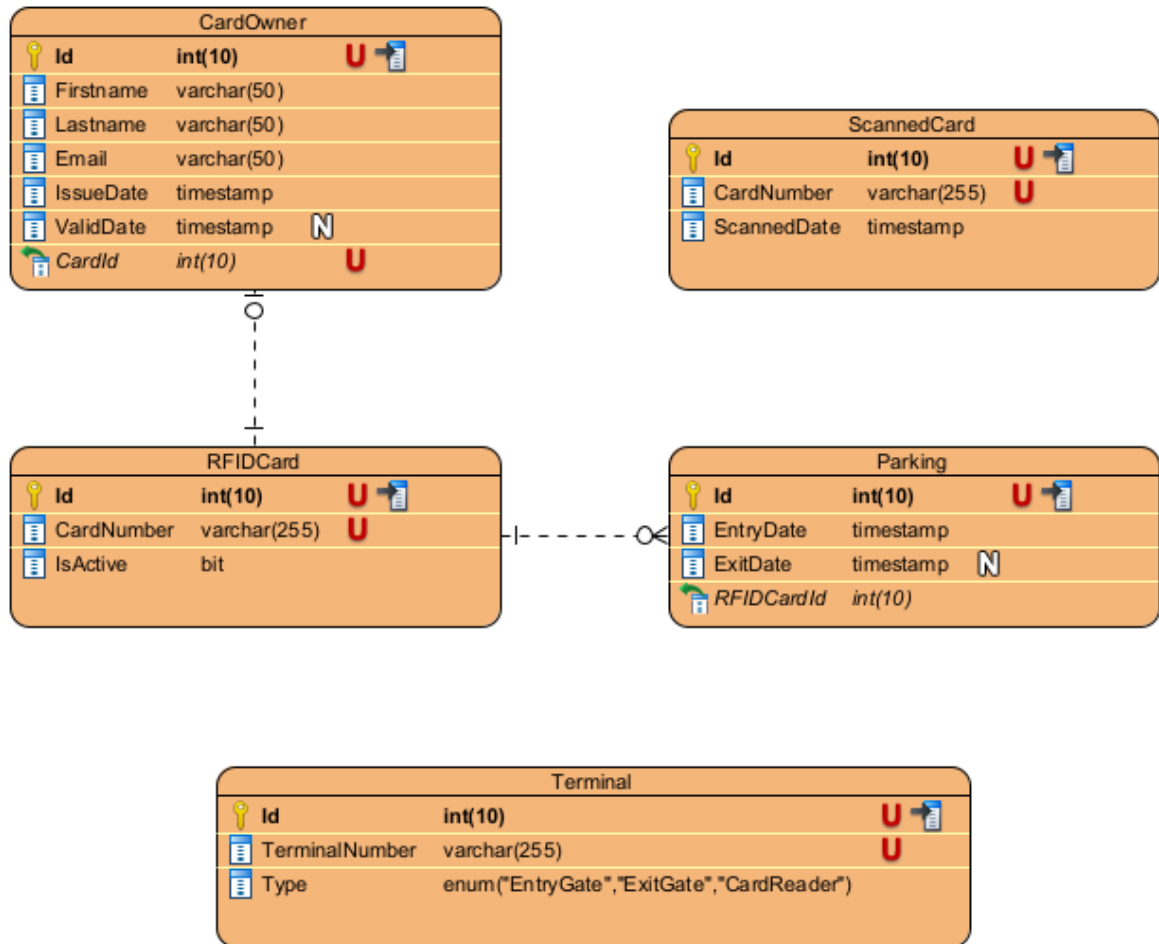 CardOwner
Id int(10) U
Firstname varchar(50)
Lastname varchar(50)
Email varchar(50)
IssueDate timestamp
ValidDate timestamp N
CardId int(10) U
ScannedCard
Id int(10) U
CardNumber varchar(255) U
ScannedDate timestamp
RFIDCard
Id int(10) U
CardNumber varchar(255) U
IsActive bit
Parking
Id int(10) U
EntryDate timestamp
ExitDate timestamp N
RFIDCardId int(10)
Terminal
Id int(10) U
TerminalNumber varchar(255) U
Type enum("EntryGate","ExitGate","CardReader")